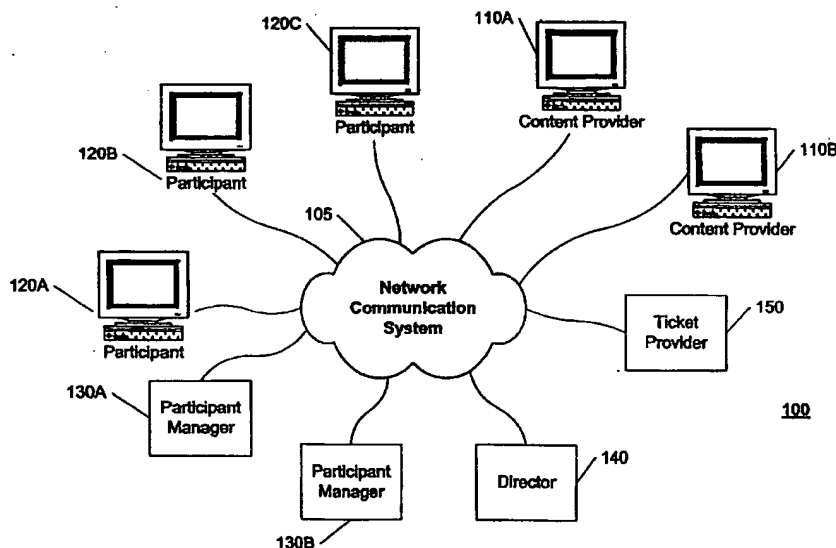 120C
110A
Participant
Content Provider
120B
Participant
110B
Content Provider
105
Network
Communication
System
120A
Participant
Ticket
Provider
150
130A
Participant
Manager
100
Participant
Manager
130B
Director
140